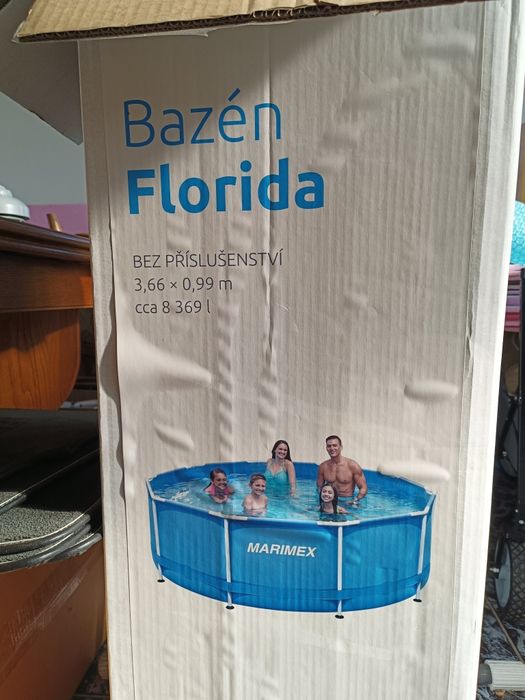 Bazén
Florida
BEZ PŘÍSLUŠENSTVÍ
3,66 × 0,99 m
cca 8 369 l
MARIMEX